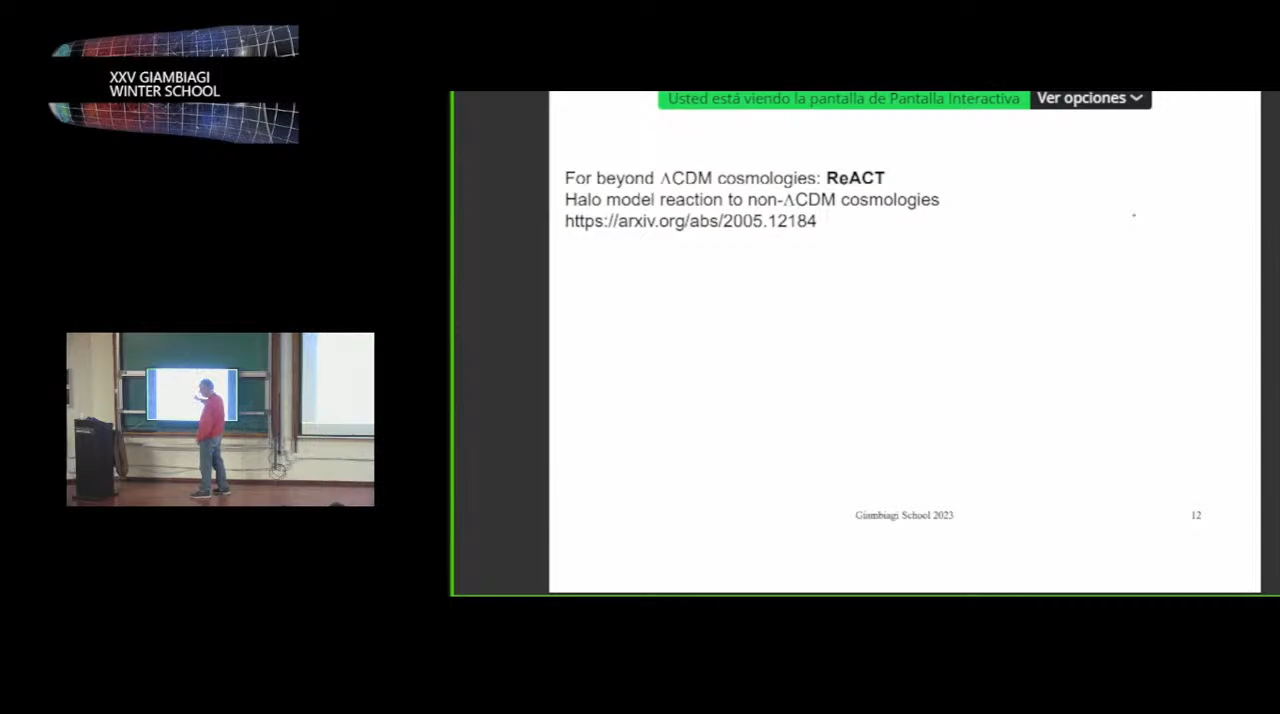 XXV GIAMBIAGI
WINTER SCHOOL
Usted está viendo la pantalla de Pantalla Interactiva
Ver opciones
For beyond ΛCDM cosmologies: ReACT
Halo model reaction to non-ΛCDM cosmologies
https://arxiv.org/abs/2005.12184
Giambiagi School 2023
12